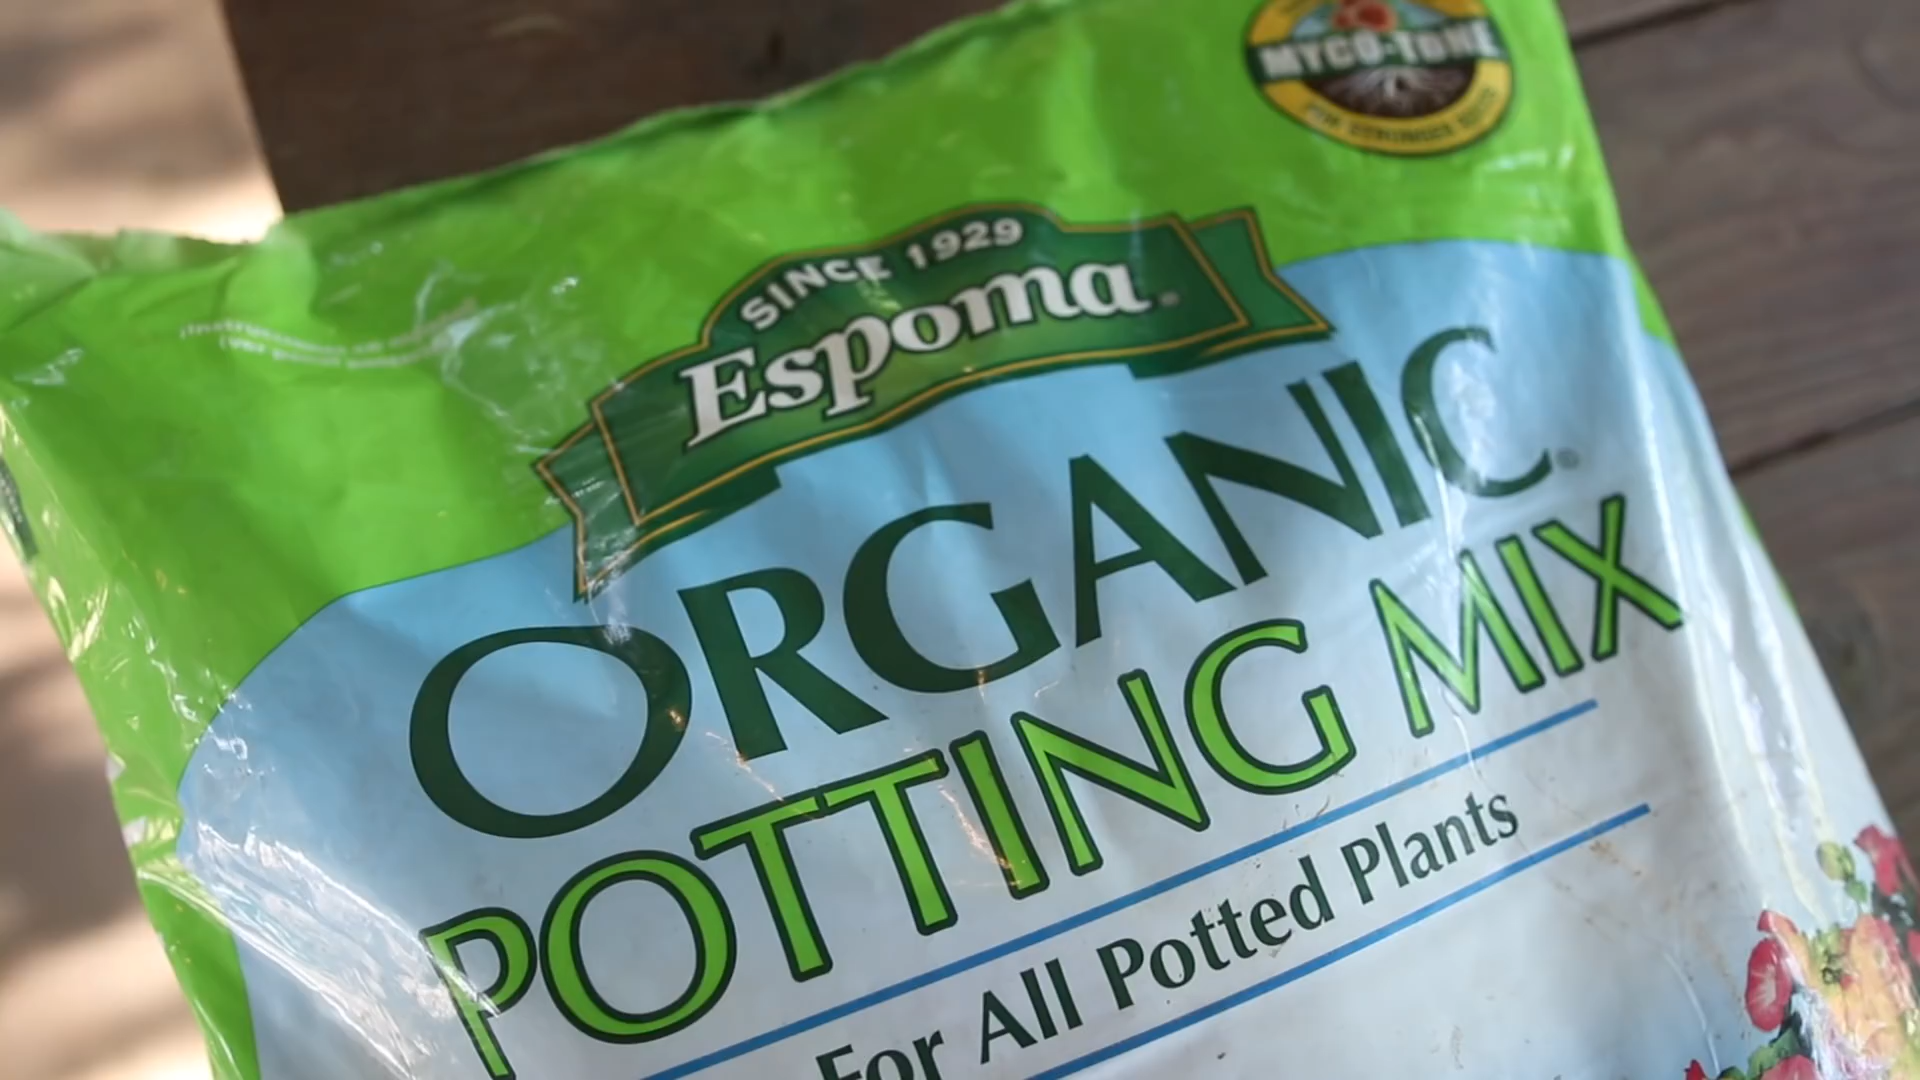 MYCO-TONE
SINCE 1929
Espoma®
ORGANIC®
POTTING MIX
For All Potted Plants